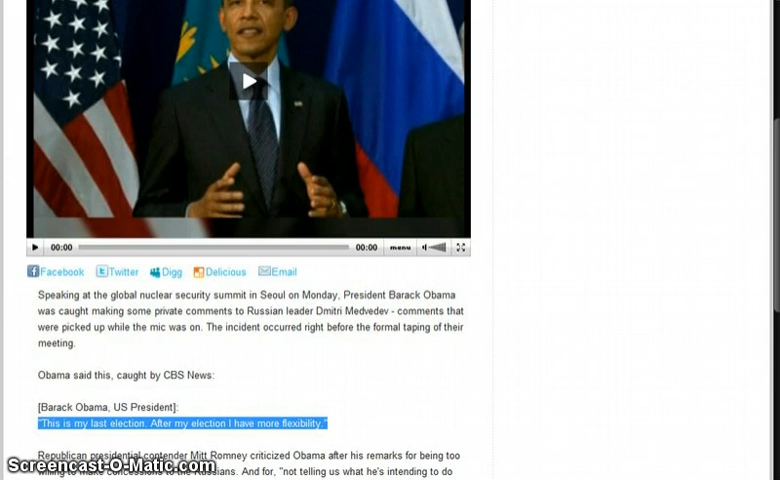 00:00
00:00
menu
Facebook Twitter Digg Delicious Email
Speaking at the global nuclear security summit in Seoul on Monday, President Barack Obama
was caught making some private comments to Russian leader Dmitri Medvedev - comments that
were picked up while the mic was on. The incident occurred right before the formal taping of their
meeting.
Obama said this, caught by CBS News:
[Barack Obama, US President]:
"This is my last election. After my election I have more flexibility."
Republican presidential contender Mitt Romney criticized Obama after his remarks for being too
willing to make concessions to the Russians. And for, "not telling us what he's intending to do
Screencast-O-Matic.com